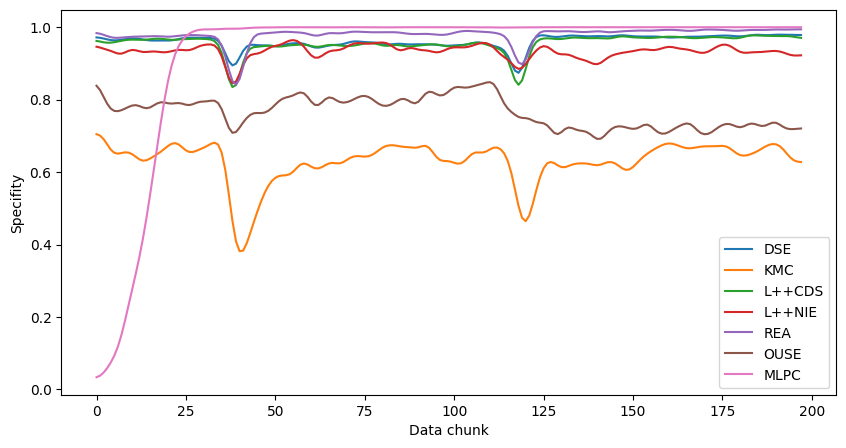 1.0
0.8
0.6
0.4
0.2
0.0
Specifity
0
25
50
75
100
125
150
175
200
Data chunk
DSE
KMC
L++CDS
L++NIE
REA
OUSE
MLPC